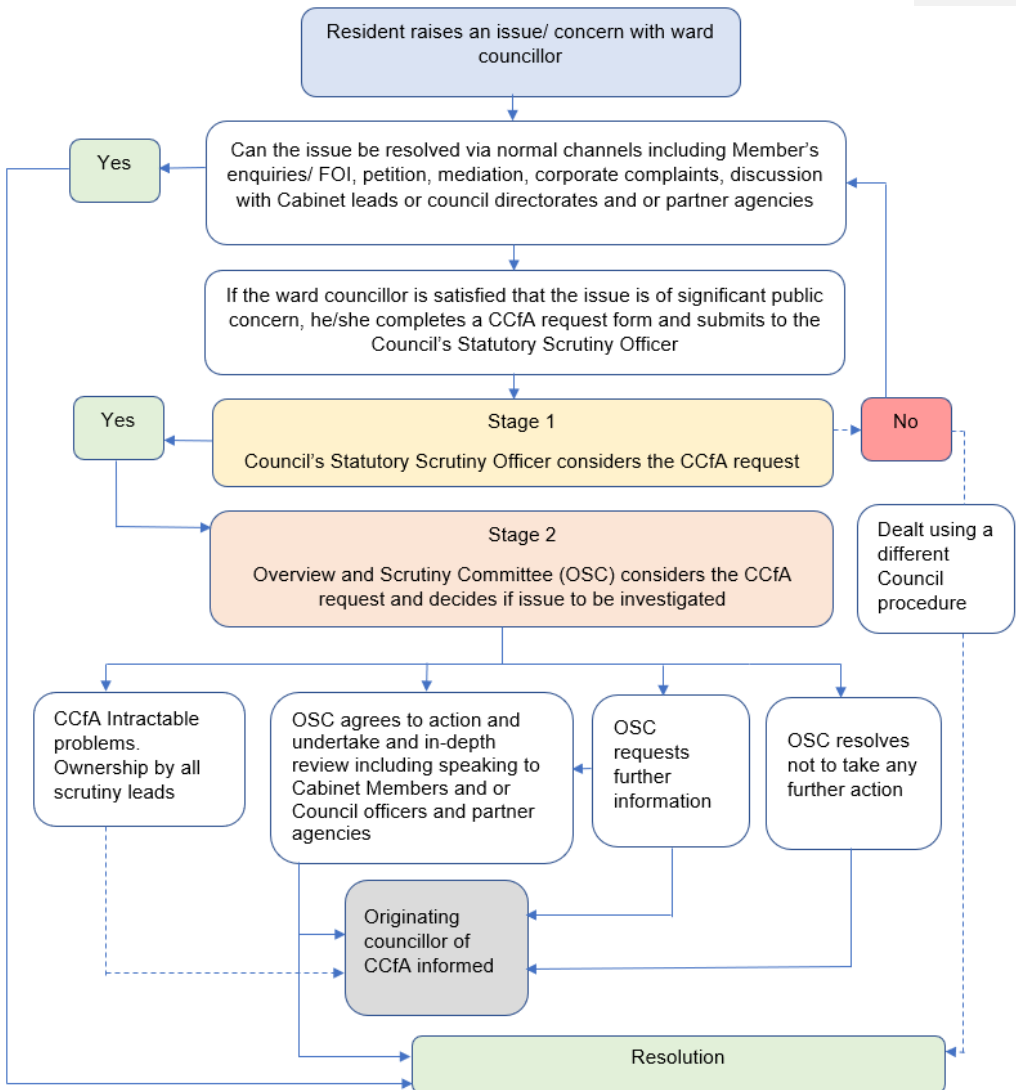 Resident raises an issue/ concern with ward
councillor
Yes
Can the issue be resolved via normal channels including Member's
enquiries/ FOI, petition, mediation, corporate complaints, discussion
with Cabinet leads or council directorates and or partner agencies
If the ward councillor is satisfied that the issue is of significant public
concern, he/she completes a CCfA request form and submits to the
Council's Statutory Scrutiny Officer
Yes
Stage 1
Council's Statutory Scrutiny Officer considers the CCfA request
No
Stage 2
Overview and Scrutiny Committee (OSC) considers the CCfA
request and decides if issue to be investigated
Dealt using a
different
Council
procedure
CCfA Intractable
problems.
Ownership by all
scrutiny leads
OSC agrees to action and
undertake and in-depth
review including speaking to
Cabinet Members and or
Council officers and partner
agencies
OSC
requests
further
information
OSC resolves
not to take any
further action
Originating
councillor of
CCfA informed
Resolution